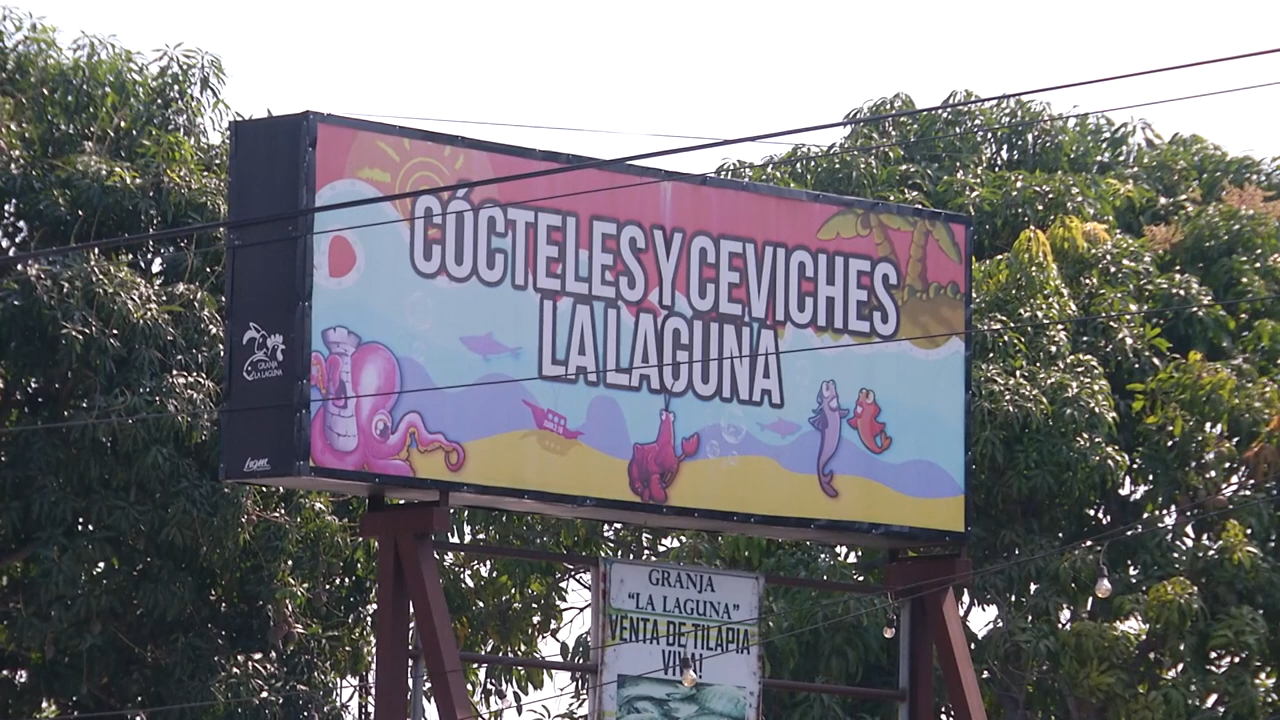 CÓCTELES Y CEVICHES
LA LAGUNA
GRANJA
LA LAGUNA
GRANJA
"LA LAGUNA"
VENTA DE TILAPIA
VIVA!